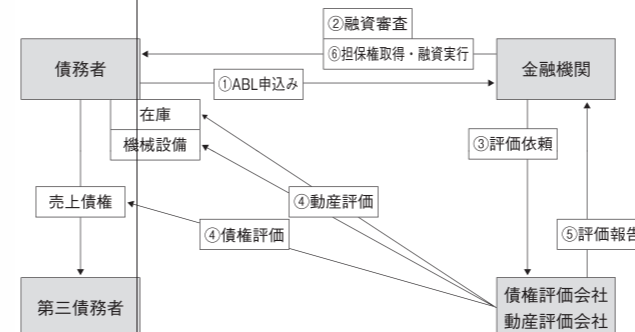 ②融資審査
⑥担保権取得・融資実行
債務者
金融機関
①ABL申込み
在庫
機械設備
③評価依頼
売上債権
④動産評価
④債権評価
⑤評価報告
第三債務者
債権評価会社
動産評価会社